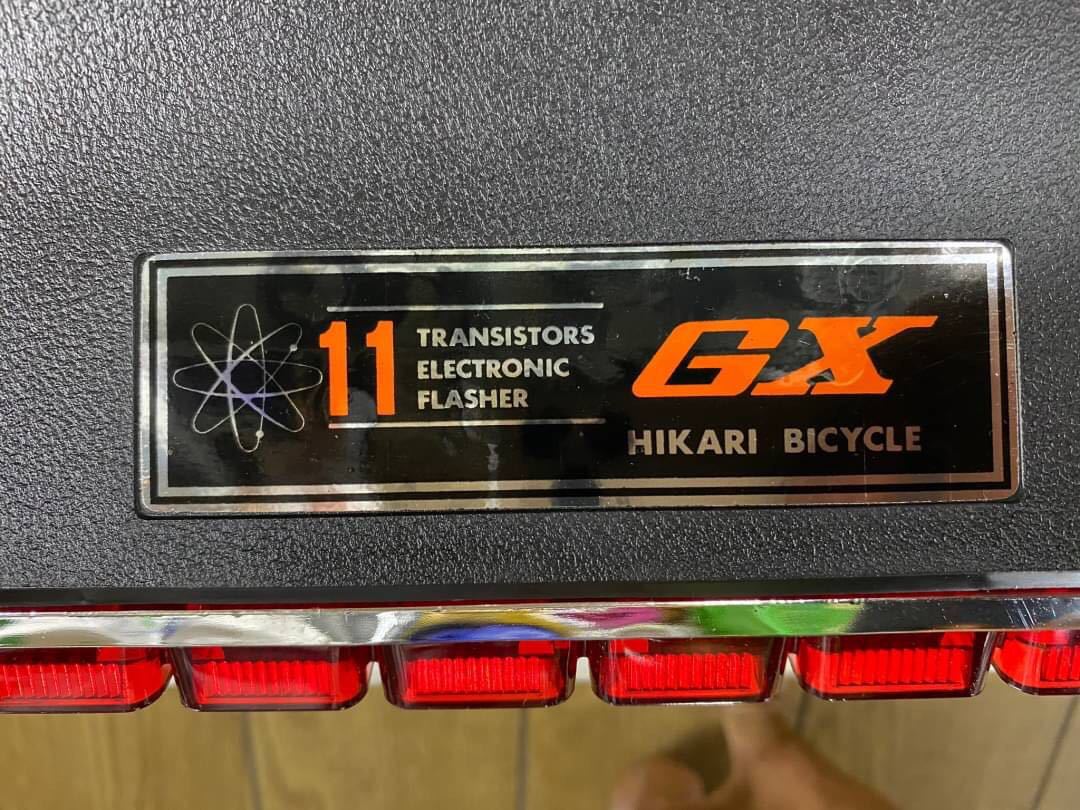 11
TRANSISTORS
ELECTRONIC
FLASHER
GX
HIKARI BICYCLE